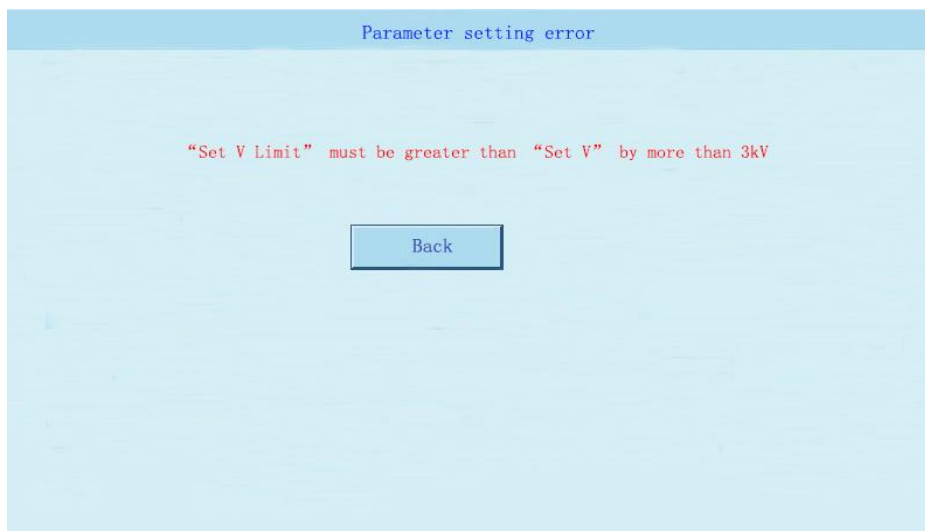 Parameter setting error
“Set V Limit” must be greater than “Set V” by more than 3kV
Back